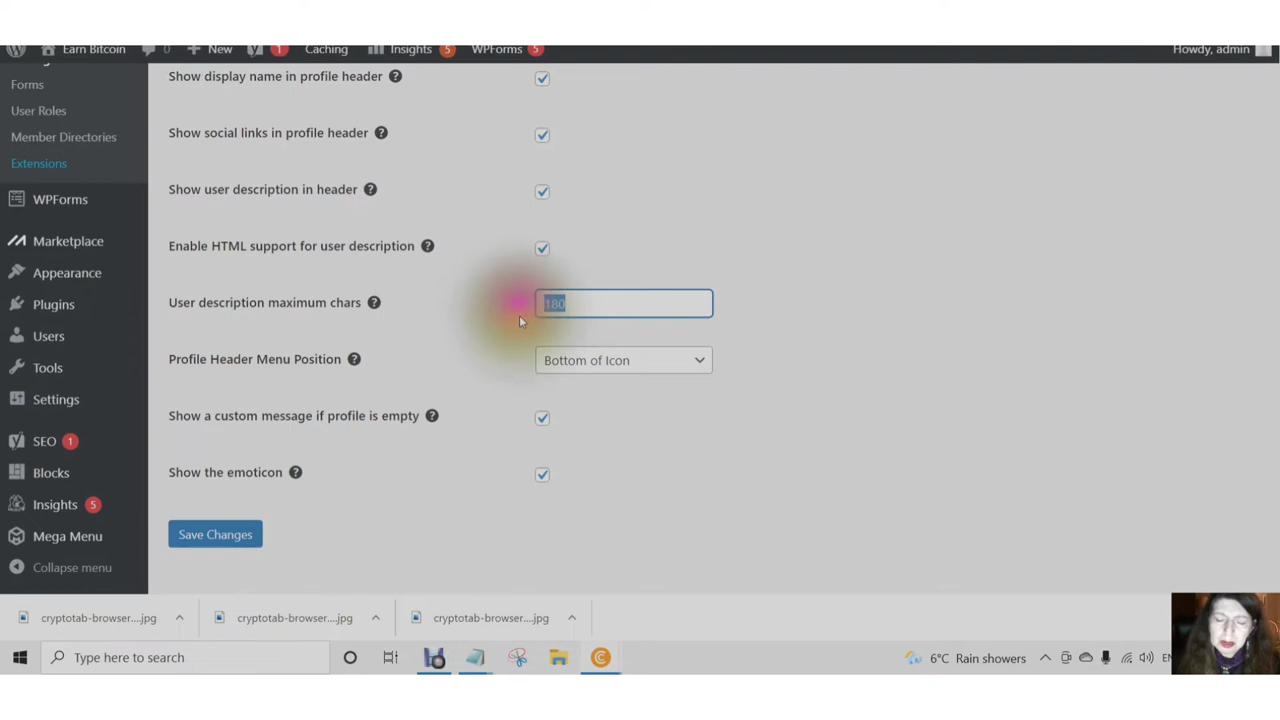 Earn Bitcoin 0 New 1 Caching Insights 5 WPForms 5 Howdy, admin
Forms
User Roles
Member Directories
Extensions
WPForms
Marketplace
Appearance
Plugins
Users
Tools
Settings
SEO 1
Blocks
Insights 5
Mega Menu
Collapse menu
Show display name in profile header ?
Show social links in profile header ?
Show user description in header ?
Enable HTML support for user description ?
User description maximum chars ? 180
Profile Header Menu Position ? Bottom of Icon
Show a custom message if profile is empty ?
Show the emoticon ?
Save Changes
cryptotab-browser....jpg cryptotab-browser....jpg cryptotab-browser....jpg
Type here to search 6°C Rain showers